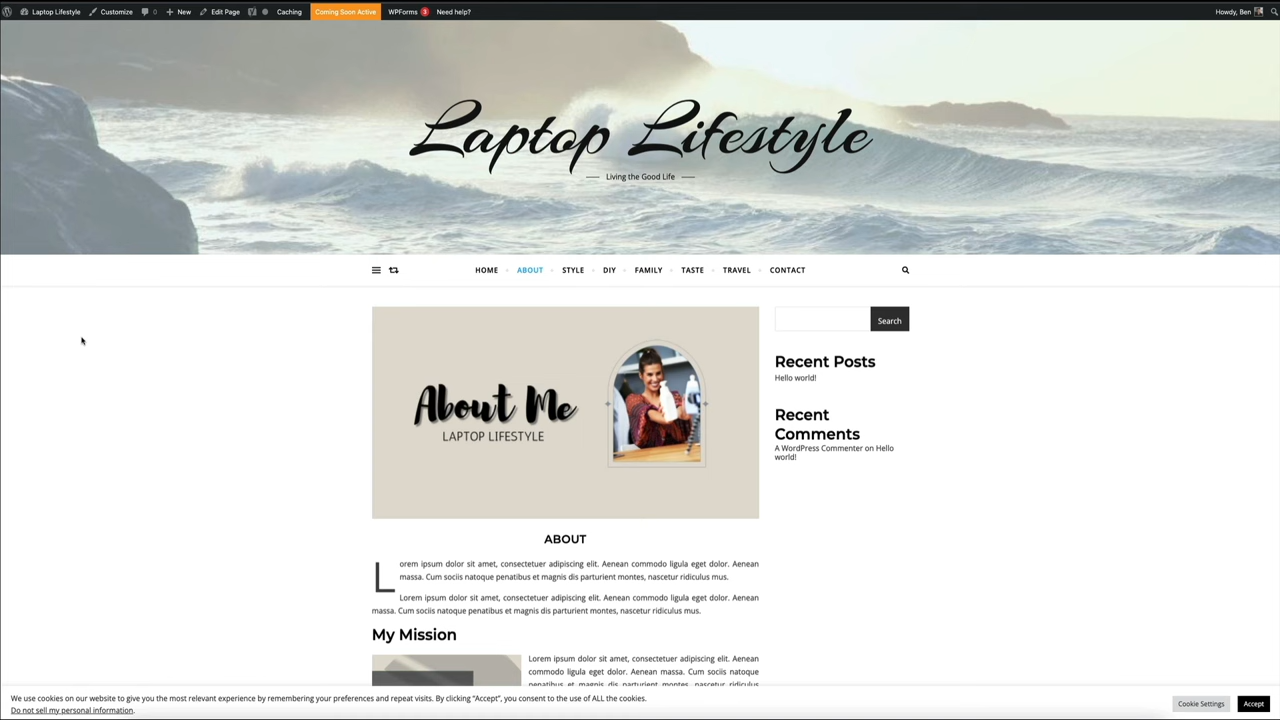 Laptop Lifestyle Customize 0 New Edit Page Caching Coming Soon Active WPForms 3 Need help? Howdy, Ben
Laptop Lifestyle
Living the Good Life
HOME ABOUT STYLE DIY FAMILY TASTE TRAVEL CONTACT
Search
About Me
LAPTOP LIFESTYLE
Recent Posts
Hello world!
Recent
Comments
A WordPress Commenter on Hello
world!
ABOUT
Lorem ipsum dolor sit amet, consectetuer adipiscing elit. Aenean commodo ligula eget dolor. Aenean
massa. Cum sociis natoque penatibus et magnis dis parturient montes, nascetur ridiculus mus.
Lorem ipsum dolor sit amet, consectetuer adipiscing elit. Aenean commodo ligula eget dolor. Aenean
massa. Cum sociis natoque penatibus et magnis dis parturient montes, nascetur ridiculus mus.
My Mission
Lorem ipsum dolor sit amet, consectetuer adipiscing elit. Aenean
commodo ligula eget dolor. Aenean massa. Cum sociis natoque
penatibus et magnis dis parturient montes, nascetur ridiculus
We use cookies on our website to give you the most relevant experience by remembering your preferences and repeat visits. By clicking “Accept”, you consent to the use of ALL the cookies.
Do not sell my personal information.
Cookie Settings Accept